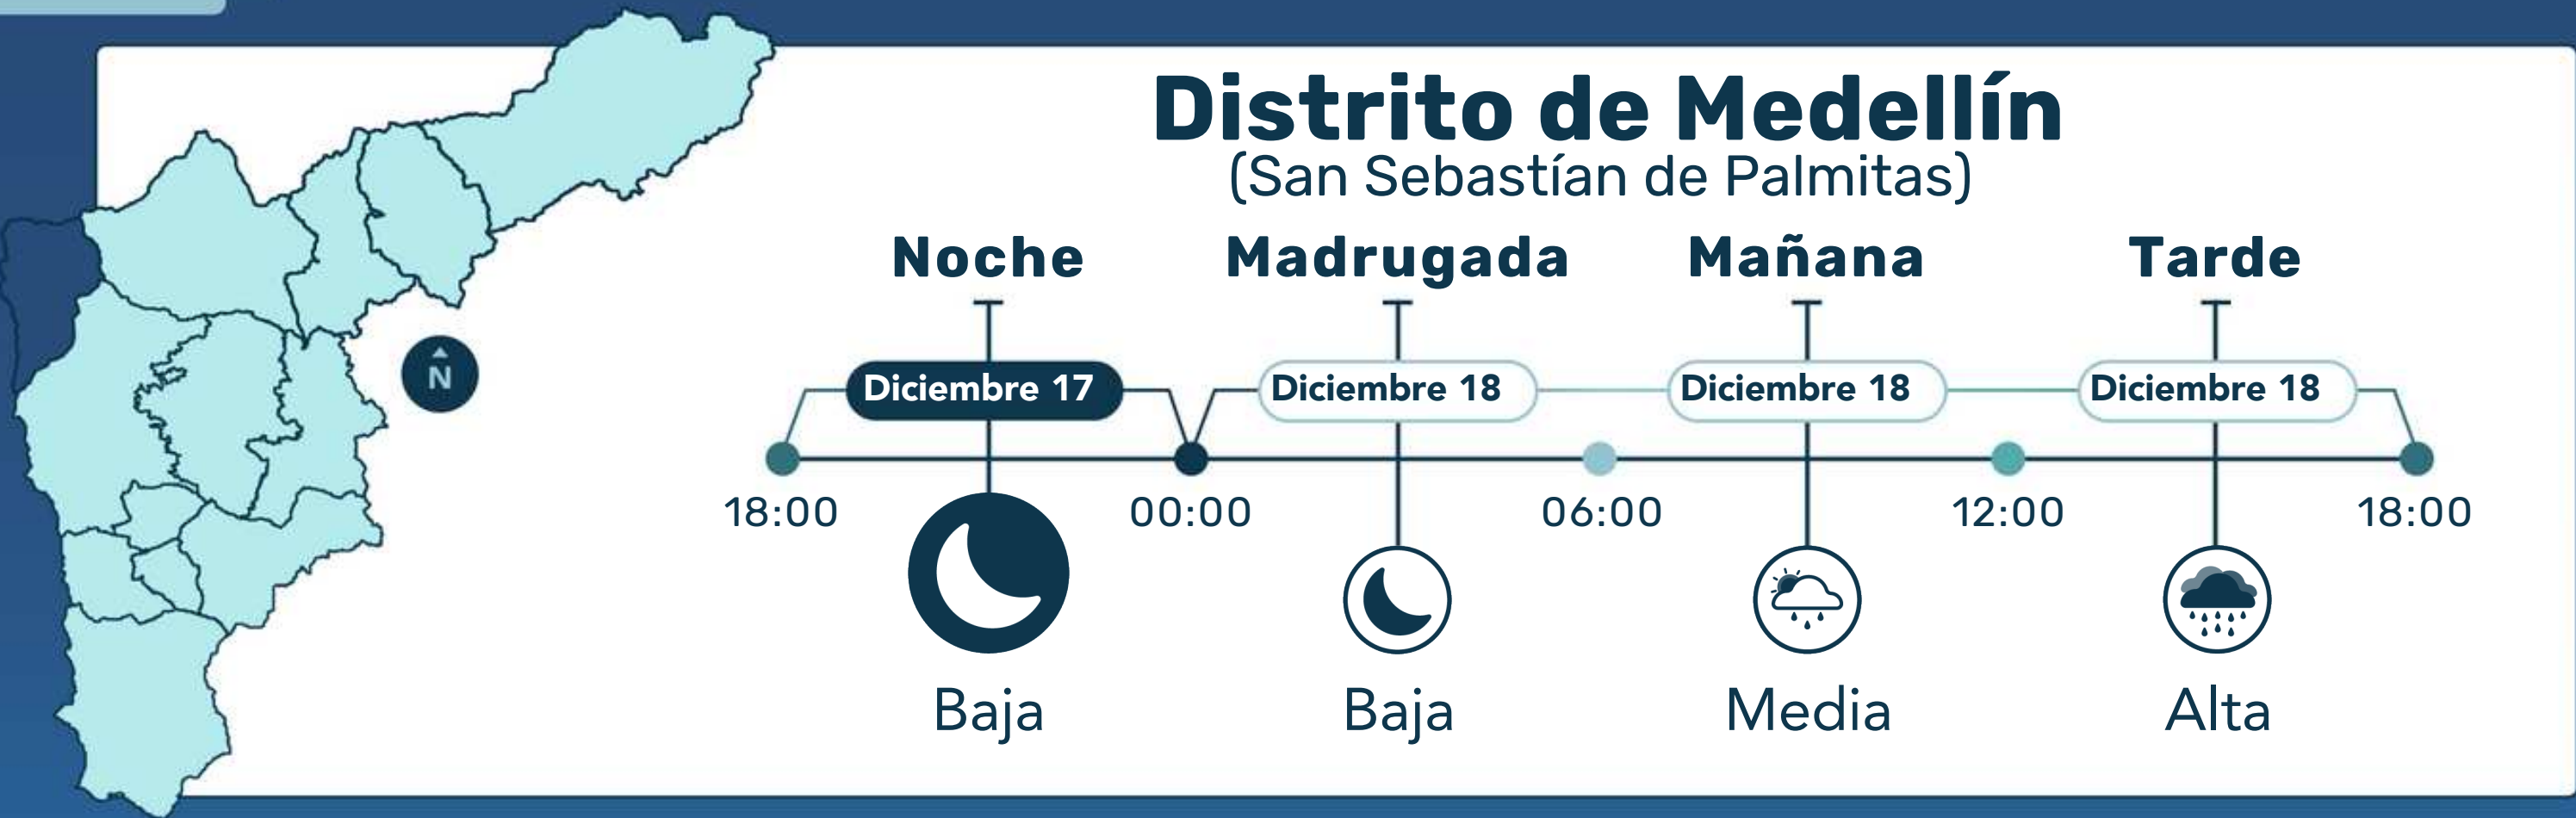 Distrito de Medellín
(San Sebastían de Palmitas)
Noche Madrugada Mañana Tarde
Diciembre 17 Diciembre 18 Diciembre 18 Diciembre 18
N
18:00 00:00 06:00 12:00 18:00
Baja Baja Media Alta